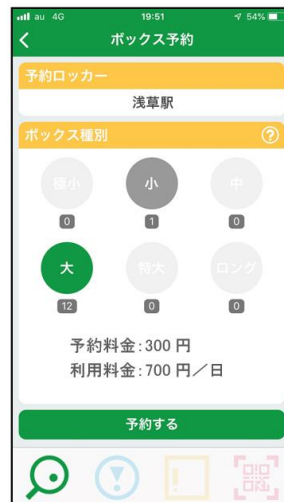 au 4G 19:51 54%
ボックス予約
予約ロッカー
浅草駅
ボックス種別 ?
極小 小 中
0 1 0
大 特大 ロング
12 0 0
予約料金:300 円
利用料金:700 円/日
予約する